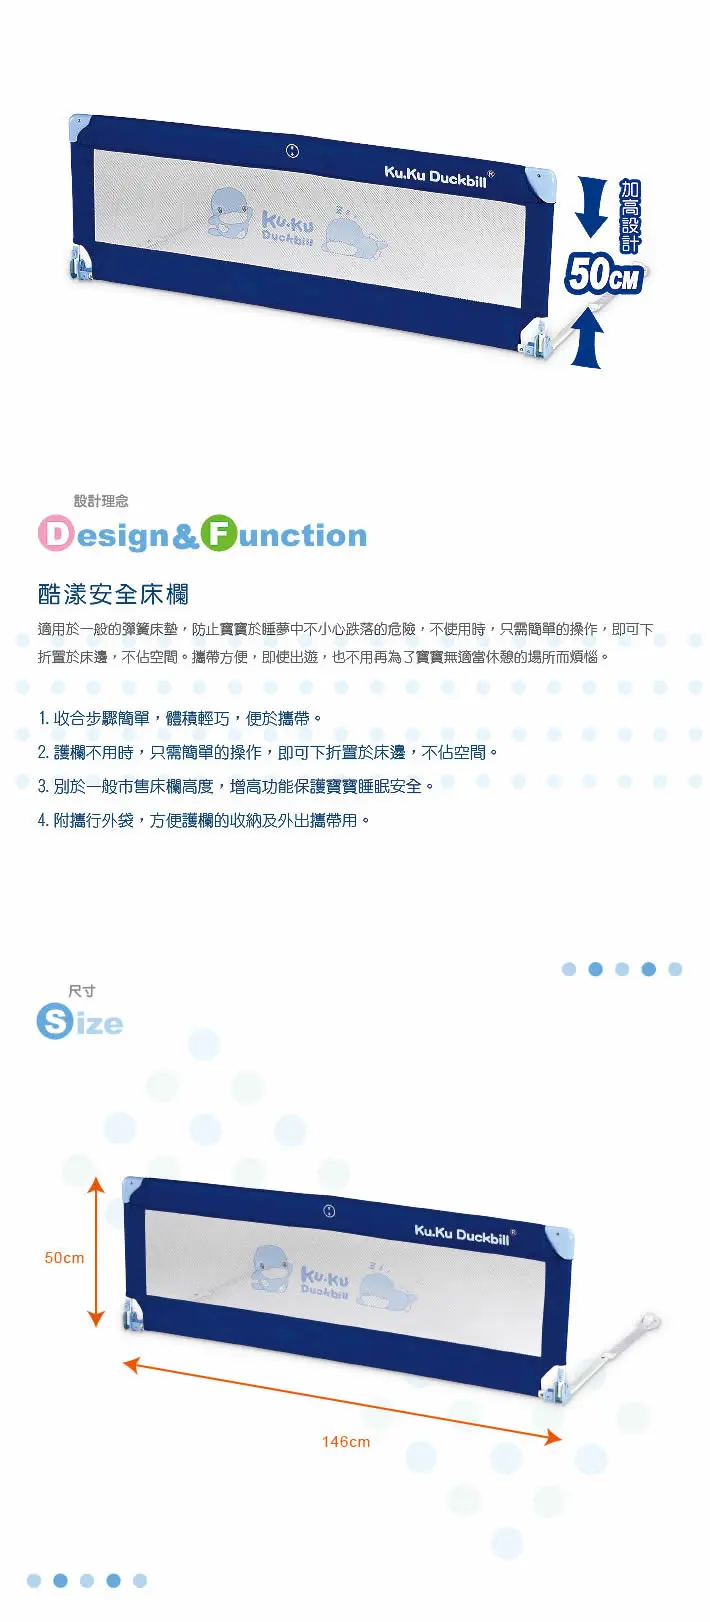 Ku.Ku Duckbill®
Ku.Ku
Duckbill
加高設計
50CM
設計理念
Design&Function
酷漾安全床欄
適用於一般的彈簧床墊，防止寶寶於睡夢中不小心跌落的危險，不使用時，只需簡單的操作，即可下
折置於床邊，不佔空間。攜帶方便，即使出遊，也不用再為了寶寶無適當休憩的場所而煩惱。
1. 收合步驟簡單，體積輕巧，便於攜帶。
2. 護欄不用時，只需簡單的操作，即可下折置於床邊，不佔空間。
3. 別於一般市售床欄高度，增高功能保護寶寶睡眠安全。
4. 附攜行外袋，方便護欄的收納及外出攜帶用。
尺寸
Size
Ku.Ku Duckbill®
Ku.Ku
Duckbill
50cm
146cm